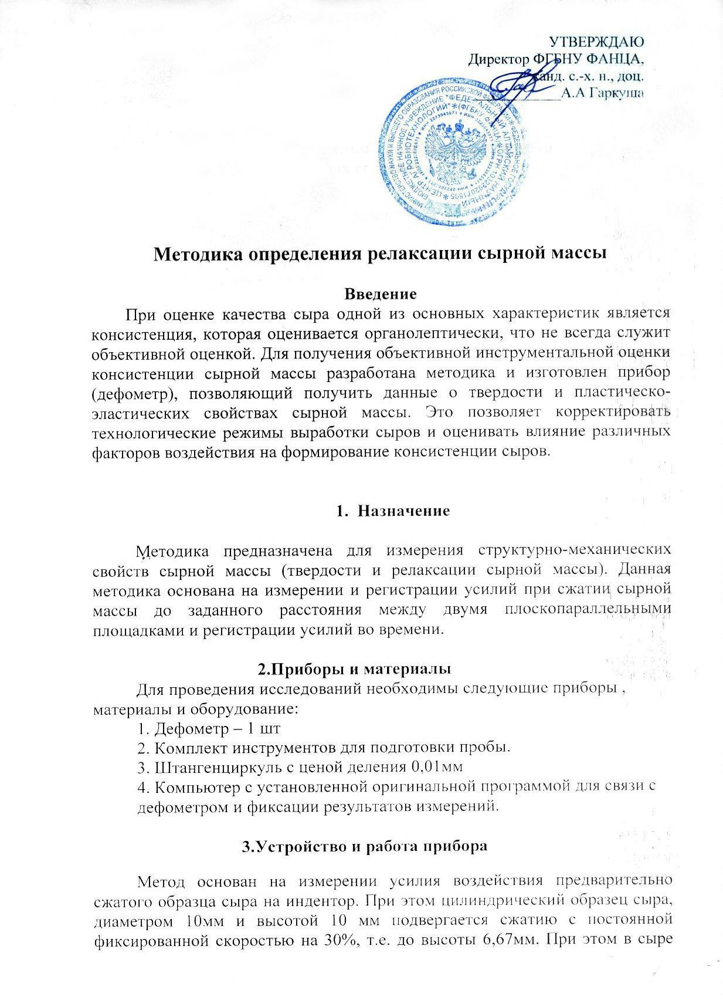 УТВЕРЖДАЮ
Директор ФГБНУ ФАНЦА,
канд. с.-х. н., доц.
____________А.А Гаркуша
Методика определения релаксации сырной массы
Введение
При оценке качества сыра одной из основных характеристик является
консистенция, которая оценивается органолептически, что не всегда служит
объективной оценкой. Для получения объективной инструментальной оценки
консистенции сырной массы разработана методика и изготовлен прибор
(дефометр), позволяющий получить данные о твердости и пластическо-
эластических свойствах сырной массы. Это позволяет корректировать
технологические режимы выработки сыров и оценивать влияние различных
факторов воздействия на формирование консистенции сыров.
1. Назначение
Методика предназначена для измерения структурно-механических
свойств сырной массы (твердости и релаксации сырной массы). Данная
методика основана на измерении и регистрации усилий при сжатии сырной
массы до заданного расстояния между двумя плоскопараллельными
площадками и регистрации усилий во времени.
2.Приборы и материалы
Для проведения исследований необходимы следующие приборы ,
материалы и оборудование:
1. Дефометр – 1 шт
2. Комплект инструментов для подготовки пробы.
3. Штангенциркуль с ценой деления 0,01мм
4. Компьютер с установленной оригинальной программой для связи с
дефометром и фиксации результатов измерений.
3.Устройство и работа прибора
Метод основан на измерении усилия воздействия предварительно
сжатого образца сыра на индентор. При этом цилиндрический образец сыра,
диаметром 10мм и высотой 10 мм подвергается сжатию с постоянной
фиксированной скоростью на 30%, т.е. до высоты 6,67мм. При этом в сыре